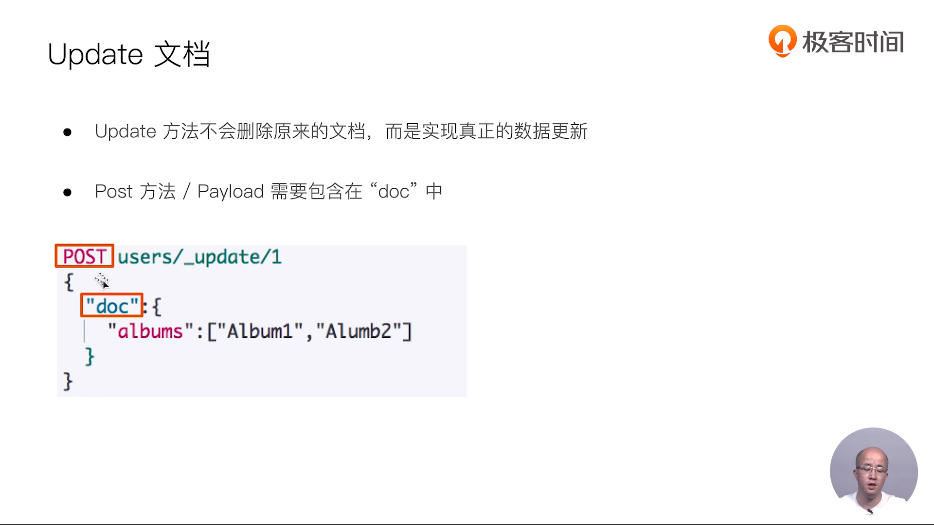 Update 文档
极客时间
Update 方法不会删除原来的文档，而是实现真正的数据更新
Post 方法 / Payload 需要包含在 “doc” 中
POST users/_update/1
{
"doc":{
"albums":["Album1","Alumb2"]
}
}